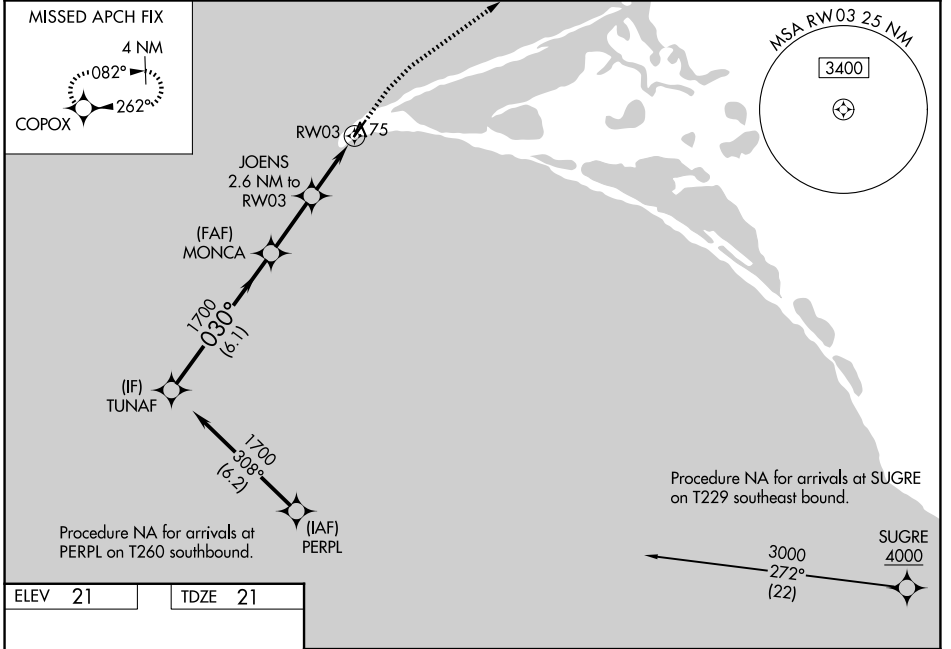 MISSED APCH FIX
4 NM
082°
262°
COPOX
MSA RW03 25 NM
3400
RW03
75
JOENS
2.6 NM to
RW03
(FAF)
MONCA
1700
030°
(6.1)
(IF)
TUNAF
1700
308°
(6.2)
(IAF)
PERPL
Procedure NA for arrivals at
PERPL on T260 southbound.
Procedure NA for arrivals at SUGRE
on T229 southeast bound.
SUGRE
4000
3000
272°
(22)
ELEV 21
TDZE 21